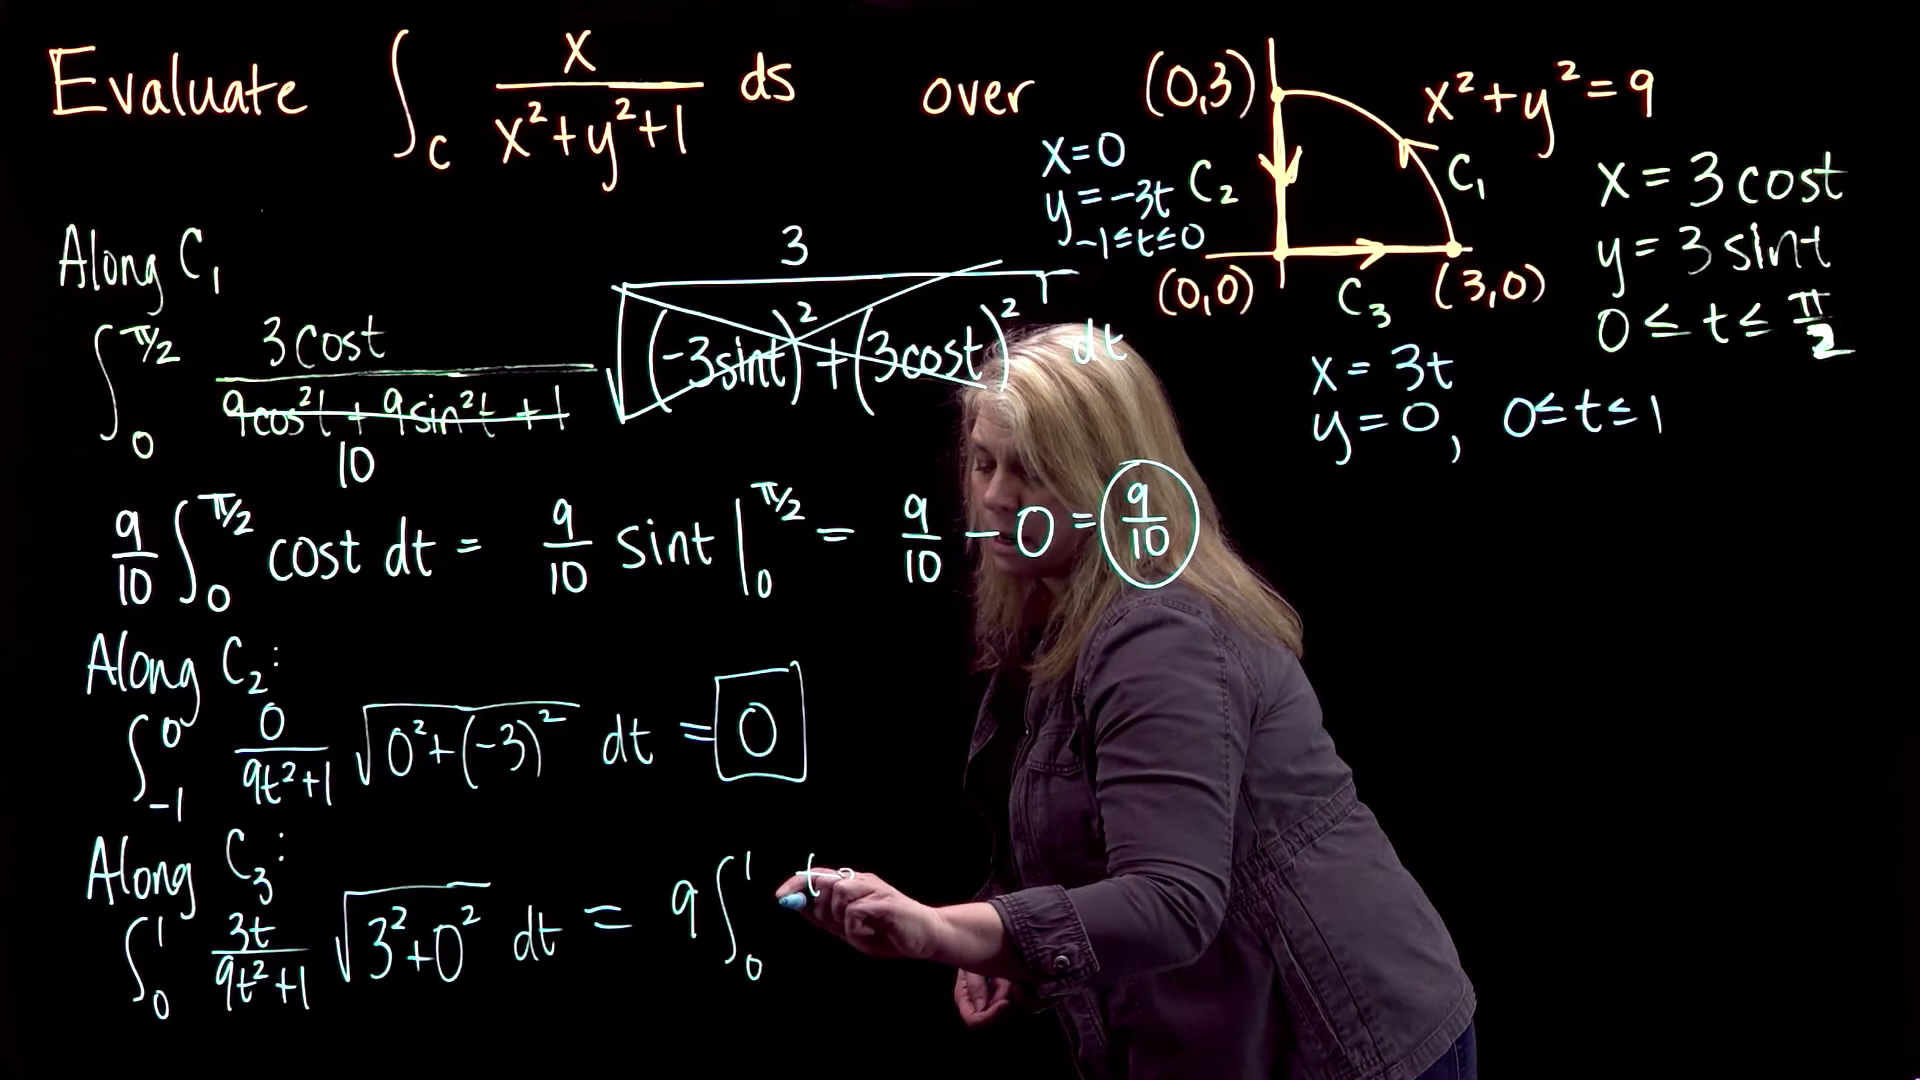 Evaluate ∫_C x/(x²+y²+1) ds over
(0,3)
x²+y²=9
C₁
x=0
y=-3t
-1≤t≤0
C₂
(0,0)
C₃
(3,0)
x=3cost
y=3sint
0≤t≤π/2
x=3t
y=0, 0≤t≤1
Along C₁
3
∫₀^(π/2) 3cost/(9cos²t+9sin²t+1) √((-3sint)²+(3cost)²) dt
10
9/10 ∫₀^(π/2) cost dt = 9/10 sint |₀^(π/2) = 9/10 - 0 = 9/10
Along C₂:
∫₋₁⁰ 0/(9t²+1) √(0²+(-3)²) dt = 0
Along C₃:
∫₀¹ 3t/(9t²+1) √(3²+0²) dt = 9∫₀¹ t